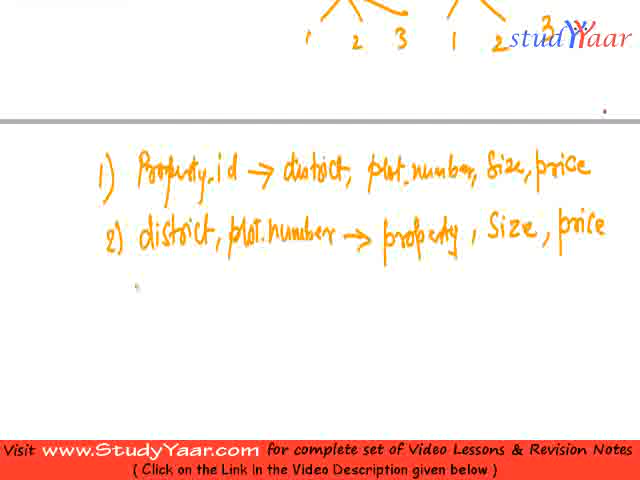 1 2 3 1 2 3
studYYaar
1) Property.id → district, plot.number, Size, price
2) district, plot.number → property, Size, price
Visit www.StudyYaar.com for complete set of Video Lessons & Revision Notes
( Click on the Link In the Video Description given below )